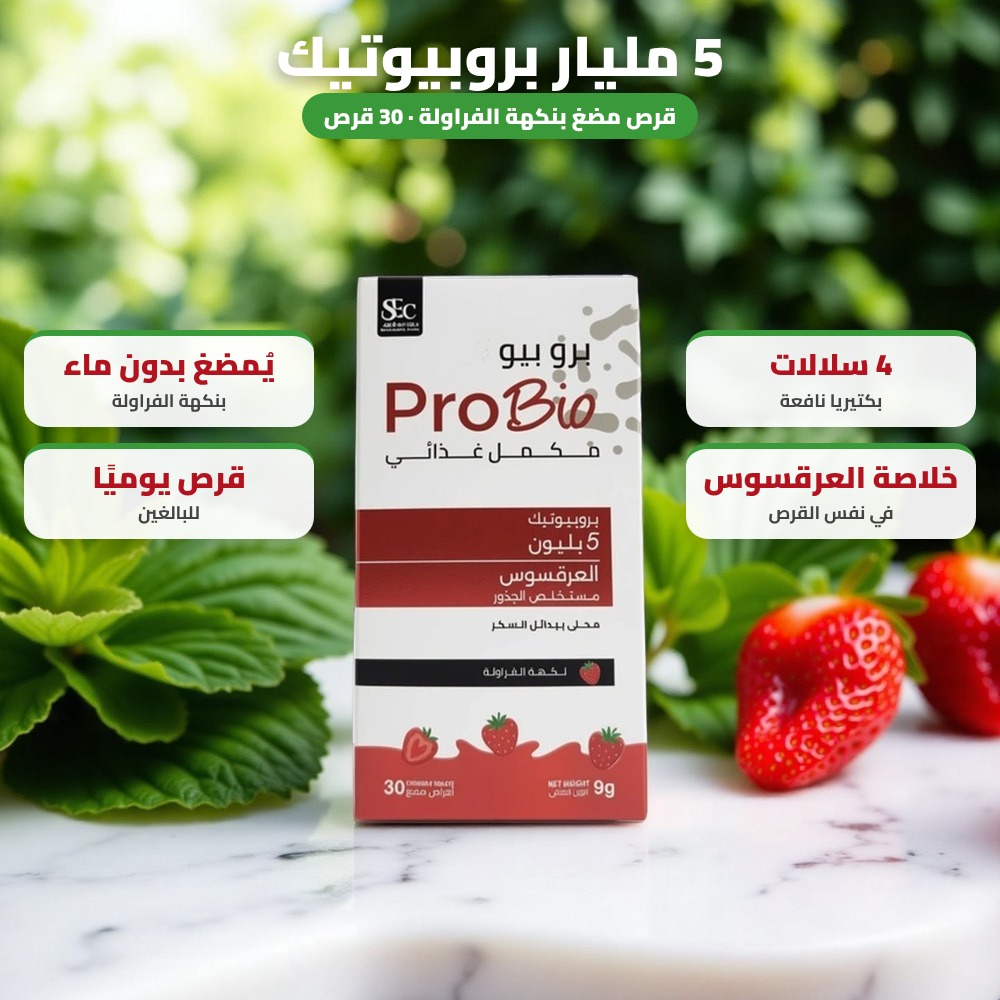 5 مليار بروبيوتيك
قرص مضغ بنكهة الفراولة · 30 قرص
4 سلالات
بكتيريا نافعة
خلاصة العرقسوس
في نفس القرص
يُمضغ بدون ماء
بنكهة الفراولة
قرص يوميًا
للبالغين
SEC
برو بيو
ProBio
مكمل غذائي
بروبيوتيك
5 بليون
العرقسوس
مستخلص الجذور
محلى ببدائل السكر
نكهة الفراولة
30
NET WEIGHT 9g